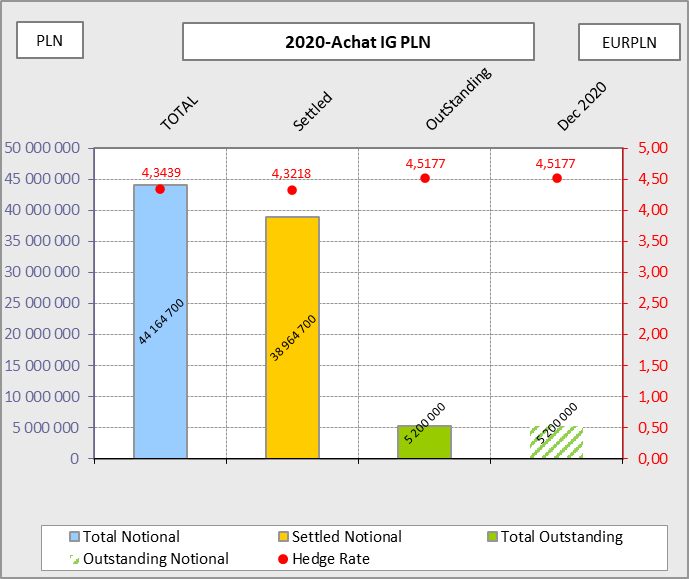 PLN
2020-Achat IG PLN
EURPLN
TOTAL
Settled
OutStanding
Dec 2020
50 000 000
45 000 000
40 000 000
35 000 000
30 000 000
25 000 000
20 000 000
15 000 000
10 000 000
5 000 000
0
4,3439
4,3218
4,5177
4,5177
44 164 700
38 964 700
5 200 000
5 200 000
5,00
4,50
4,00
3,50
3,00
2,50
2,00
1,50
1,00
0,50
0,00
Total Notional
Settled Notional
Total Outstanding
Outstanding Notional
Hedge Rate